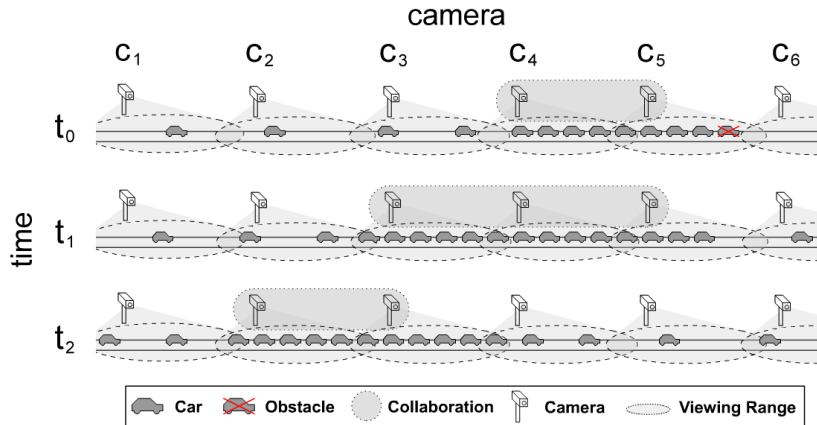 camera
C1 C2 C3 C4 C5 C6
t0
time
t1
t2
Car Obstacle Collaboration Camera Viewing Range